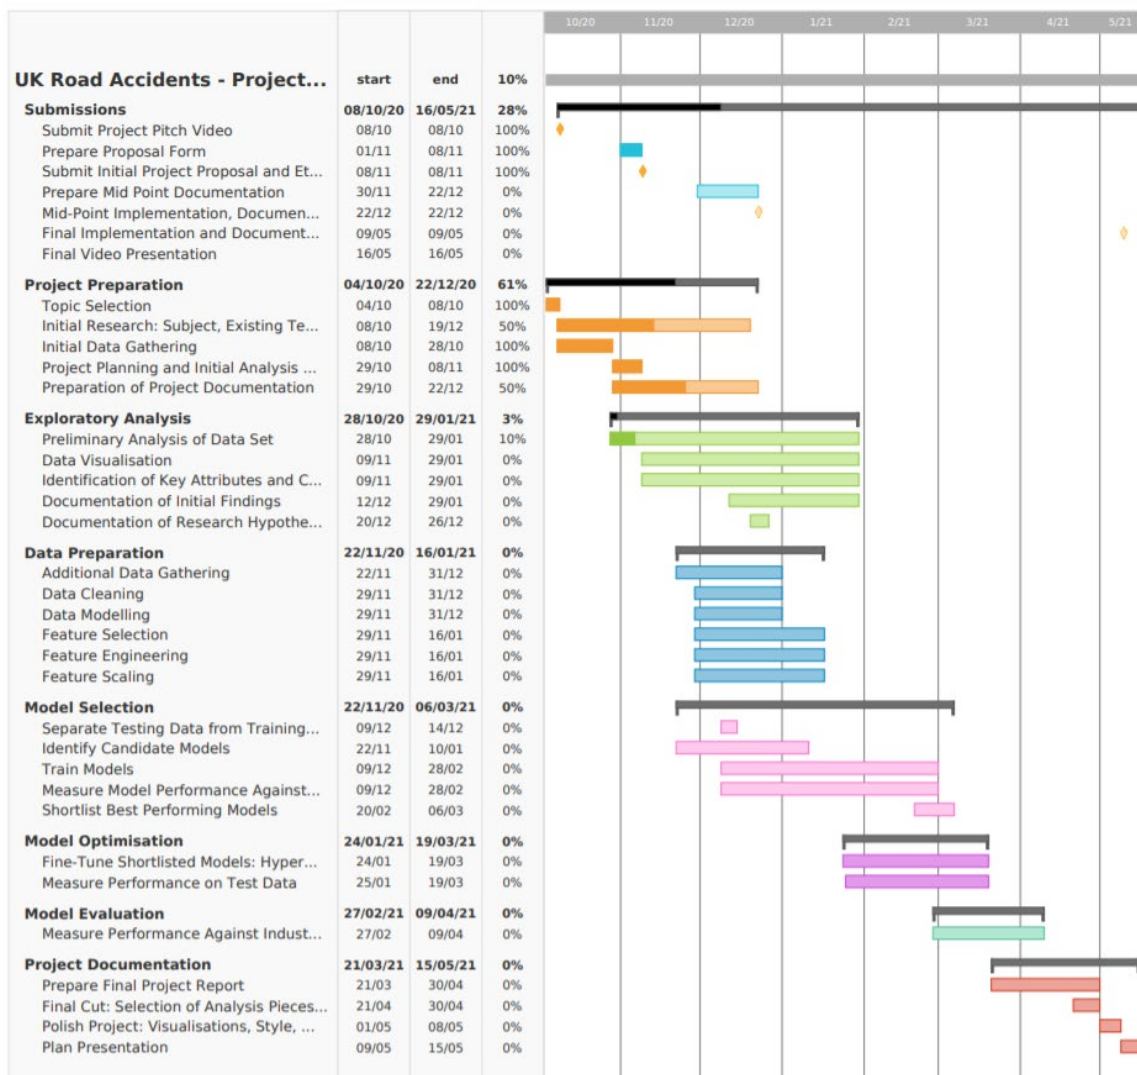 10/20 11/20 12/20 1/21 2/21 3/21 4/21 5/21
UK Road Accidents - Project... start end 10%
Submissions 08/10/20 16/05/21 28%
Submit Project Pitch Video 08/10 08/10 100%
Prepare Proposal Form 01/11 08/11 100%
Submit Initial Project Proposal and Et... 08/11 08/11 100%
Prepare Mid Point Documentation 30/11 22/12 0%
Mid-Point Implementation, Documen... 22/12 22/12 0%
Final Implementation and Document... 09/05 09/05 0%
Final Video Presentation 16/05 16/05 0%
Project Preparation 04/10/20 22/12/20 61%
Topic Selection 04/10 08/10 100%
Initial Research: Subject, Existing Te... 08/10 19/12 50%
Initial Data Gathering 08/10 28/10 100%
Project Planning and Initial Analysis ... 29/10 08/11 100%
Preparation of Project Documentation 29/10 22/12 50%
Exploratory Analysis 28/10/20 29/01/21 3%
Preliminary Analysis of Data Set 28/10 29/01 10%
Data Visualisation 09/11 29/01 0%
Identification of Key Attributes and C... 09/11 29/01 0%
Documentation of Initial Findings 12/12 29/01 0%
Documentation of Research Hypothe... 20/12 26/12 0%
Data Preparation 22/11/20 16/01/21 0%
Additional Data Gathering 22/11 31/12 0%
Data Cleaning 29/11 31/12 0%
Data Modelling 29/11 31/12 0%
Feature Selection 29/11 16/01 0%
Feature Engineering 29/11 16/01 0%
Feature Scaling 29/11 16/01 0%
Model Selection 22/11/20 06/03/21 0%
Separate Testing Data from Training... 09/12 14/12 0%
Identify Candidate Models 22/11 10/01 0%
Train Models 09/12 28/02 0%
Measure Model Performance Against... 09/12 28/02 0%
Shortlist Best Performing Models 20/02 06/03 0%
Model Optimisation 24/01/21 19/03/21 0%
Fine-Tune Shortlisted Models: Hyper... 24/01 19/03 0%
Measure Performance on Test Data 25/01 19/03 0%
Model Evaluation 27/02/21 09/04/21 0%
Measure Performance Against Indust... 27/02 09/04 0%
Project Documentation 21/03/21 15/05/21 0%
Prepare Final Project Report 21/03 30/04 0%
Final Cut: Selection of Analysis Pieces... 21/04 30/04 0%
Polish Project: Visualisations, Style, ... 01/05 08/05 0%
Plan Presentation 09/05 15/05 0%